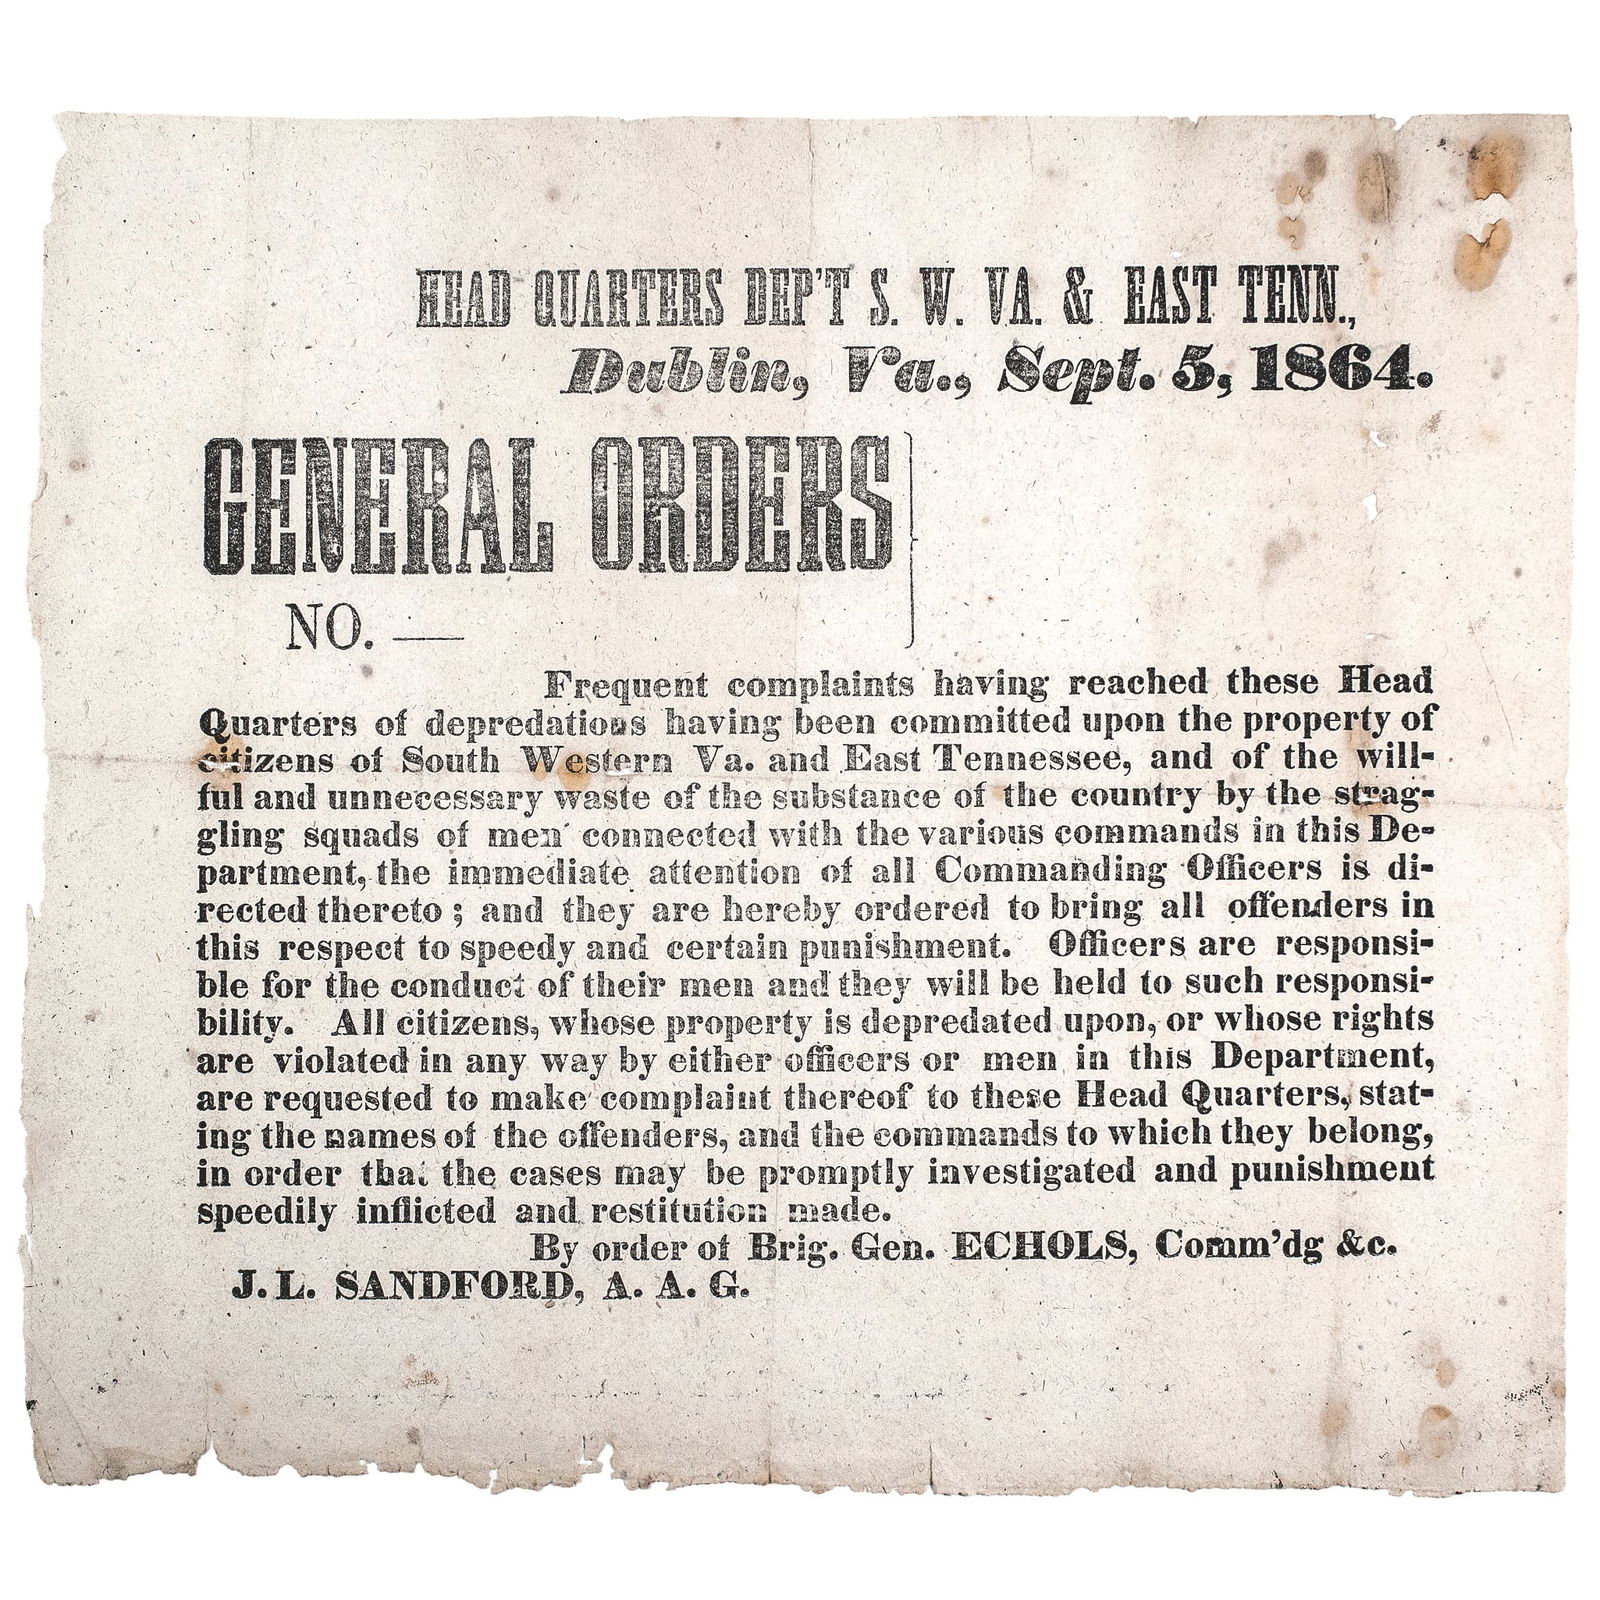 HEAD QUARTERS DEP'T S. W. VA. & EAST TENN.,
Dublin, Va., Sept. 5, 1864.
GENERAL ORDERS
NO. —
Frequent complaints having reached these Head
Quarters of depredations having been committed upon the property of
citizens of South Western Va. and East Tennessee, and of the will-
ful and unnecessary waste of the substance of the country by the strag-
gling squads of men connected with the various commands in this De-
partment, the immediate attention of all Commanding Officers is di-
rected thereto ; and they are hereby ordered to bring all offenders in
this respect to speedy and certain punishment. Officers are responsi-
ble for the conduct of their men and they will be held to such responsi-
bility. All citizens, whose property is depredated upon, or whose rights
are violated in any way by either officers or men in this Department,
are requested to make complaint thereof to these Head Quarters, stat-
ing the names of the offenders, and the commands to which they belong,
in order that the cases may be promptly investigated and punishment
speedily inflicted and restitution made.
By order of Brig. Gen. ECHOLS, Comm'dg &c.
J. L. SANDFORD, A. A. G.